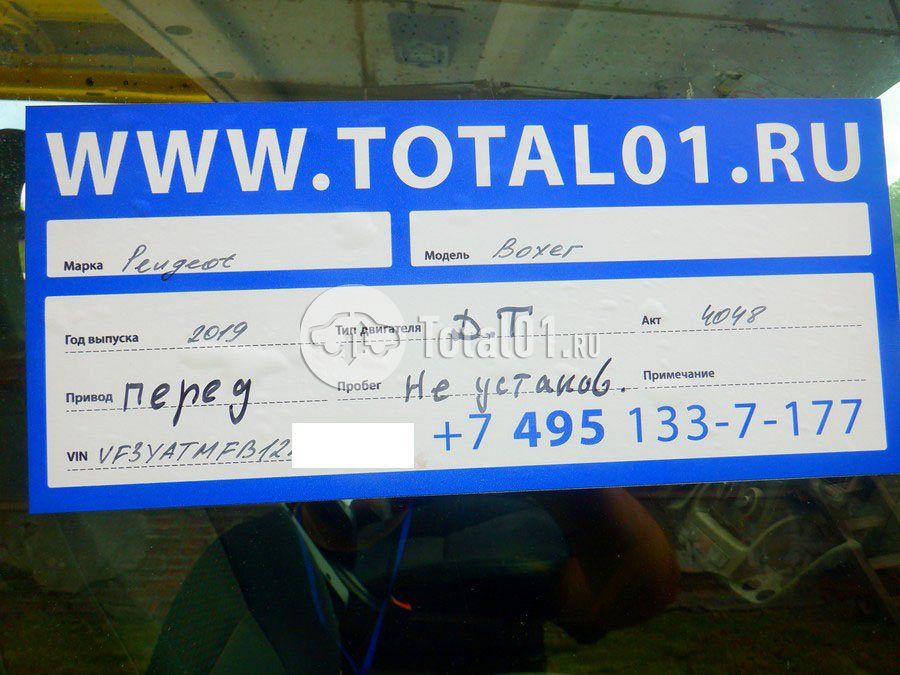 WWW.TOTAL01.RU
Марка Peugeot Модель Boxer
Год выпуска 2019 Тип двигателя Д.Т Акт 4048
Total01.RU
Привод перед Пробег Не установ. Примечание
VIN VF3YATMFB12 +7 495 133-7-177